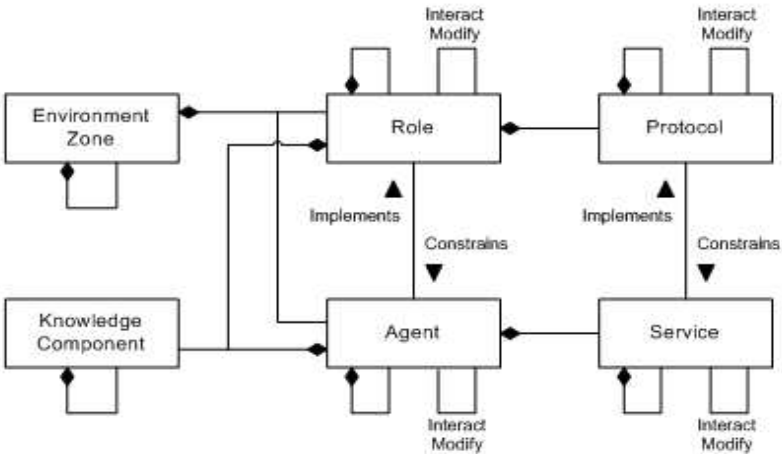 Interact
Modify
Interact
Modify
Environment
Zone
Role
Protocol
Implements
Constrains
Implements
Constrains
Knowledge
Component
Agent
Service
Interact
Modify
Interact
Modify